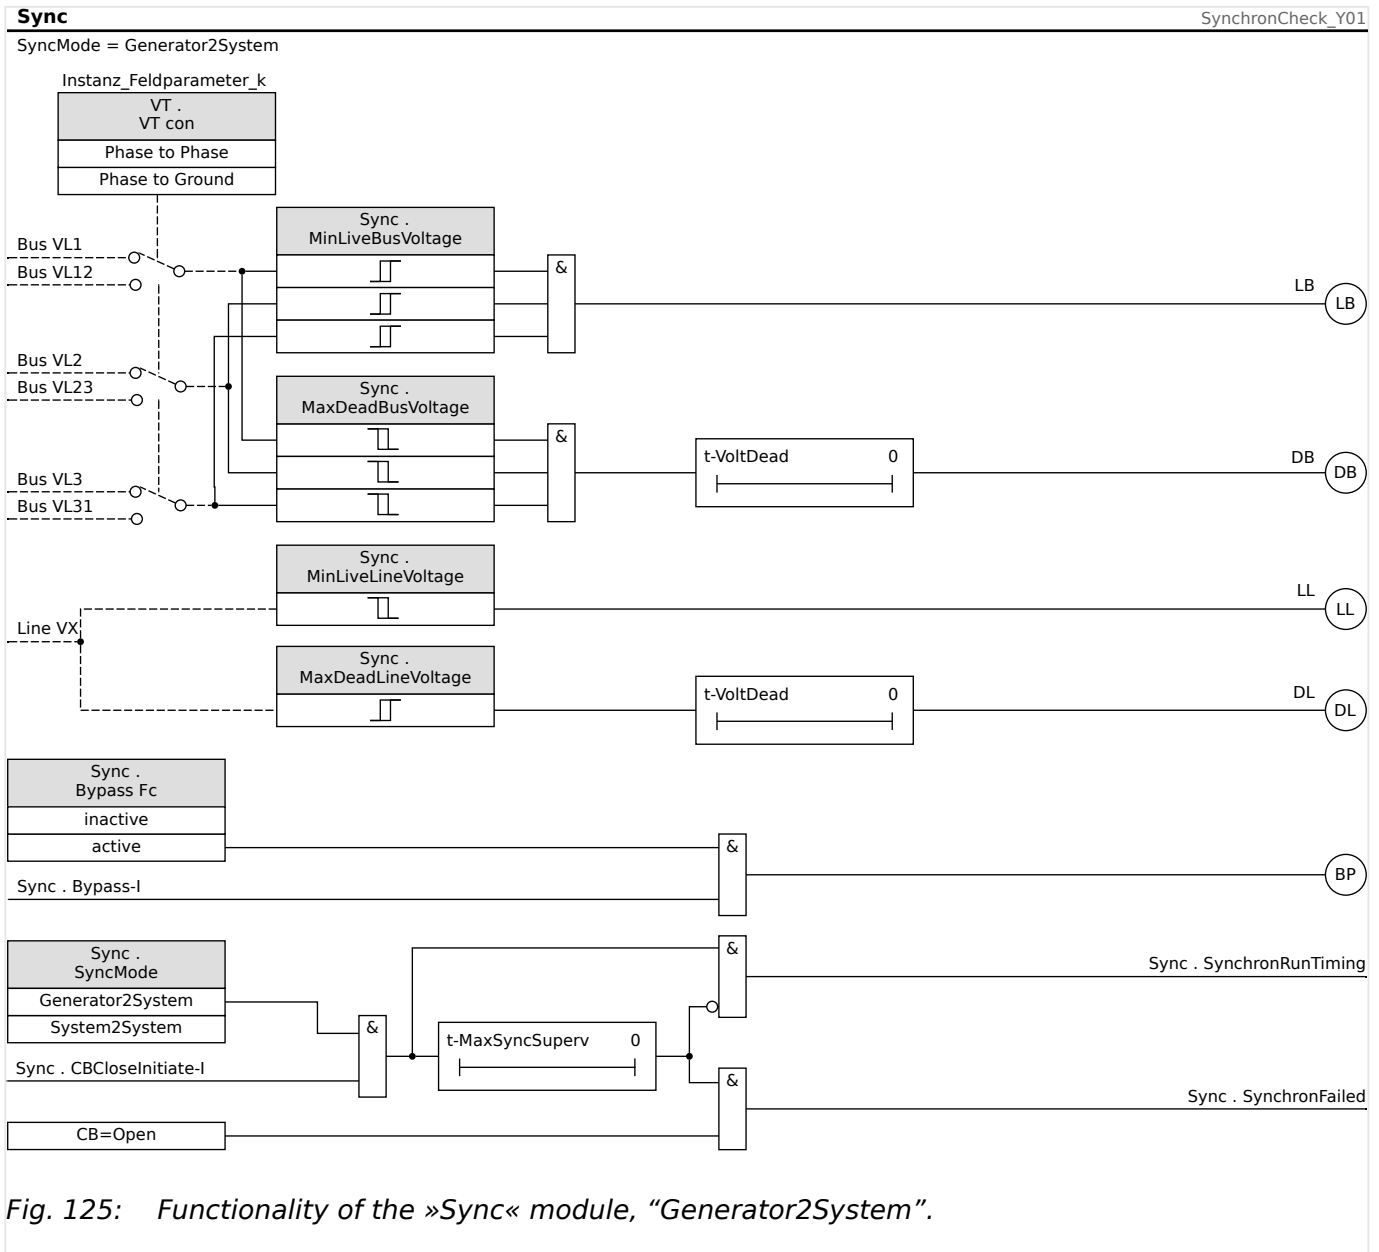 Sync
SynchronCheck_Y01
SyncMode = Generator2System
Instanz_Feldparameter_k
VT .
VT con
Phase to Phase
Phase to Ground
Sync .
MinLiveBusVoltage
Bus VL1
Bus VL12
&
LB
LB
Bus VL2
Bus VL23
Sync .
MaxDeadBusVoltage
&
t-VoltDead 0
DB
DB
Bus VL3
Bus VL31
Sync .
MinLiveLineVoltage
LL
LL
Line VX
Sync .
MaxDeadLineVoltage
t-VoltDead 0
DL
DL
Sync .
Bypass Fc
inactive
active
&
Sync . Bypass-I
BP
Sync .
SyncMode
Generator2System
System2System
&
Sync . SynchronRunTiming
&
t-MaxSyncSuperv 0
Sync . CBCloseInitiate-I
&
Sync . SynchronFailed
CB=Open
Fig. 125: Functionality of the »Sync« module, “Generator2System”.